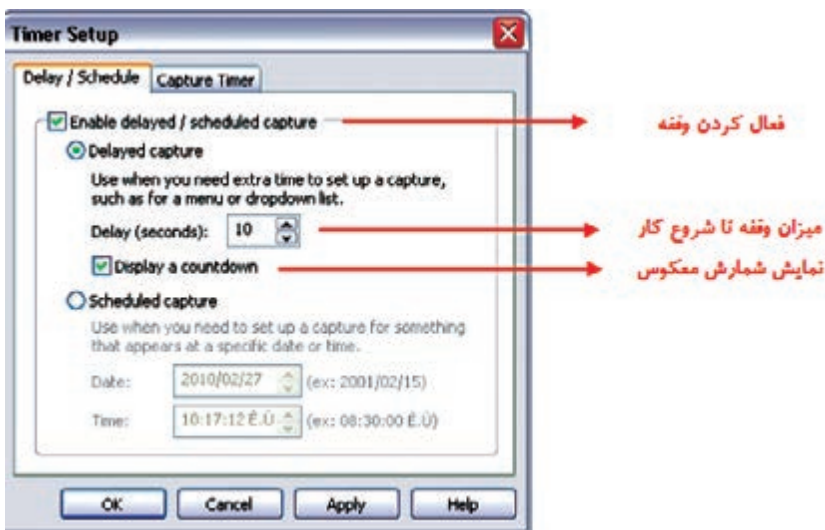 Timer Setup
Delay / Schedule
Capture Timer
Enable delayed / scheduled capture
فعال کردن وقفه
Delayed capture
Use when you need extra time to set up a capture,
such as for a menu or dropdown list.
Delay (seconds): 10
میزان وقفه تا شروع کار
Display a countdown
نمایش شمارش معکوس
Scheduled capture
Use when you need to set up a capture for something
that appears at a specific date or time.
Date: 2010/02/27 (ex: 2001/02/15)
Time: 10:17:12 É.Ù (ex: 08:30:00 É.Ù)
OK
Cancel
Apply
Help